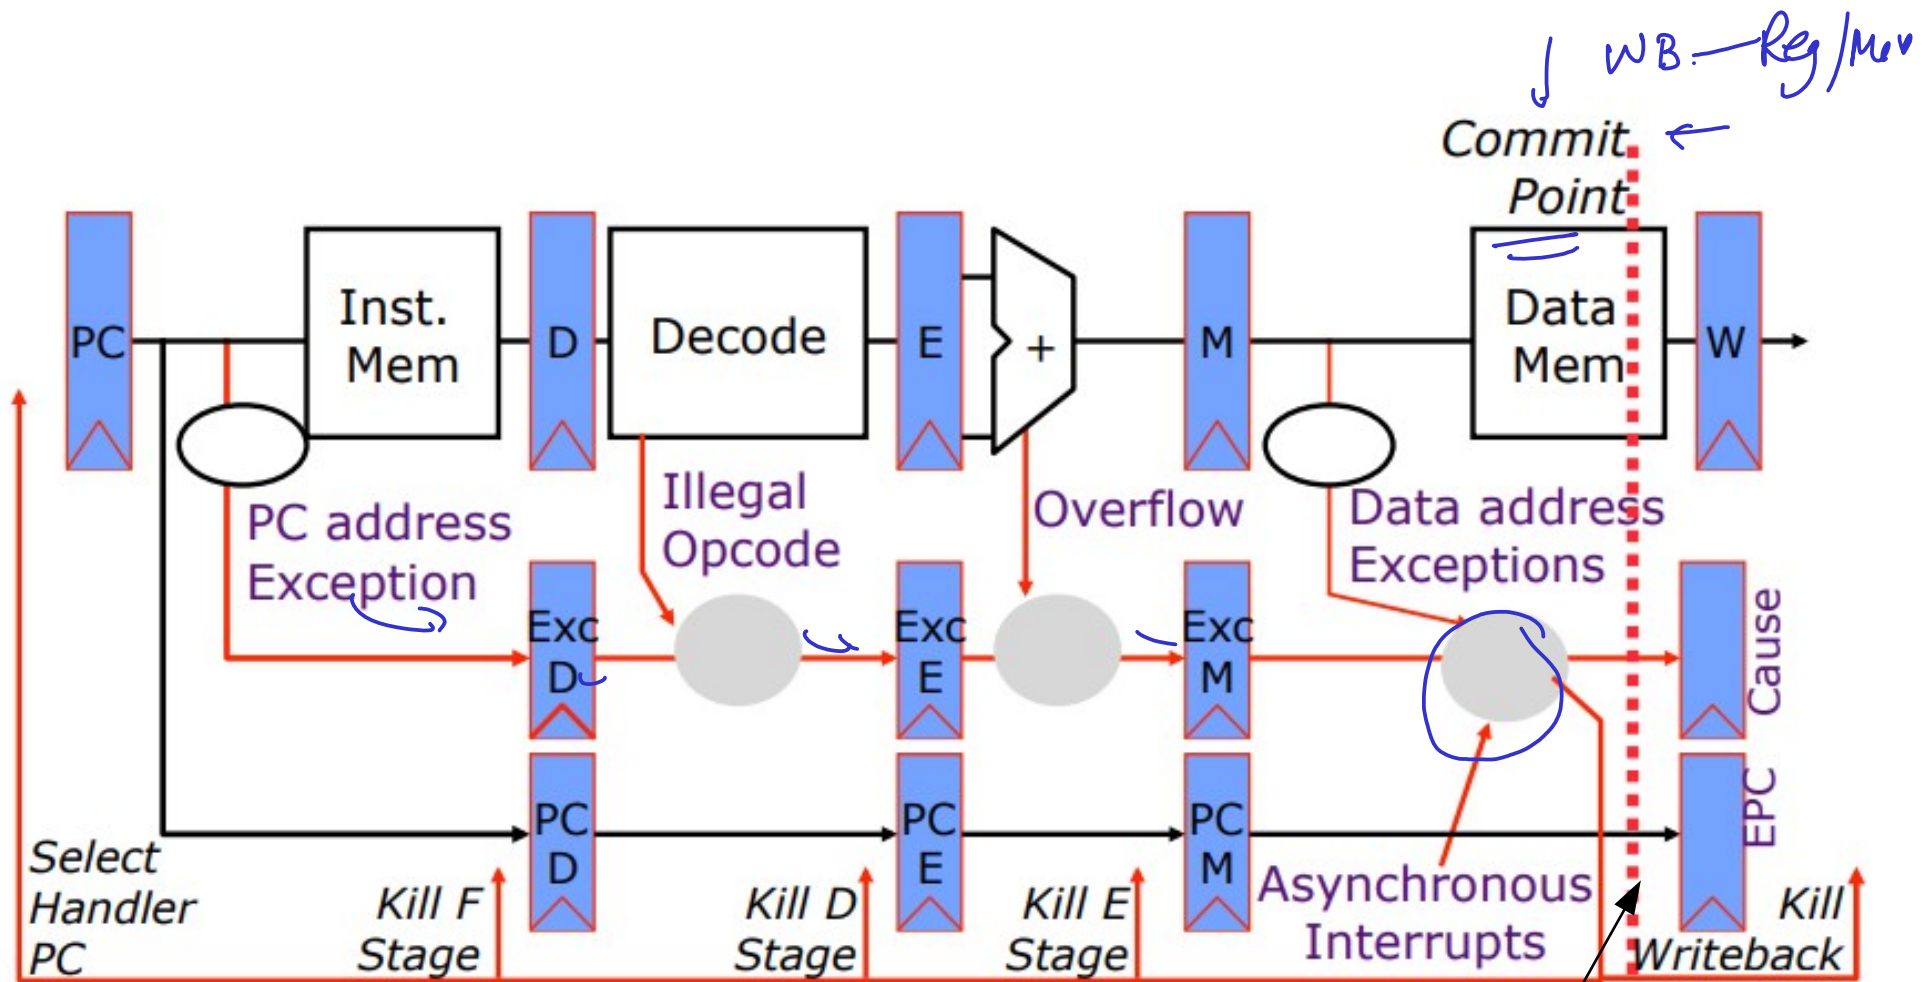 WB Reg/Mem
Commit
Point
PC
Inst.
Mem
D
Decode
E
+
M
Data
Mem
W
PC address
Exception
Illegal
Opcode
Overflow
Data address
Exceptions
Exc
D
Exc
E
Exc
M
Cause
PC
D
PC
E
PC
M
EPC
Select
Handler
PC
Kill F
Stage
Kill D
Stage
Kill E
Stage
Asynchronous
Interrupts
Kill
Writeback